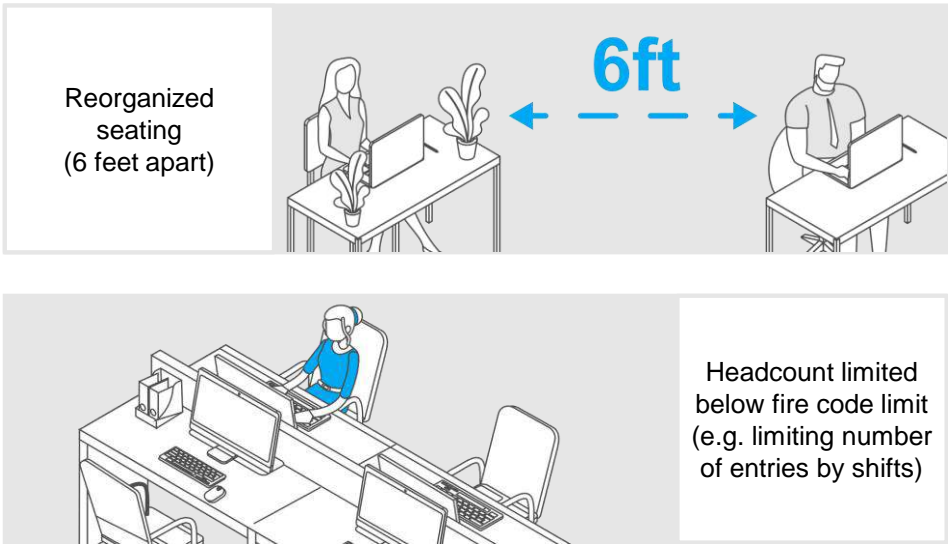 Reorganized
seating
(6 feet apart)
6ft
Headcount limited
below fire code limit
(e.g. limiting number
of entries by shifts)